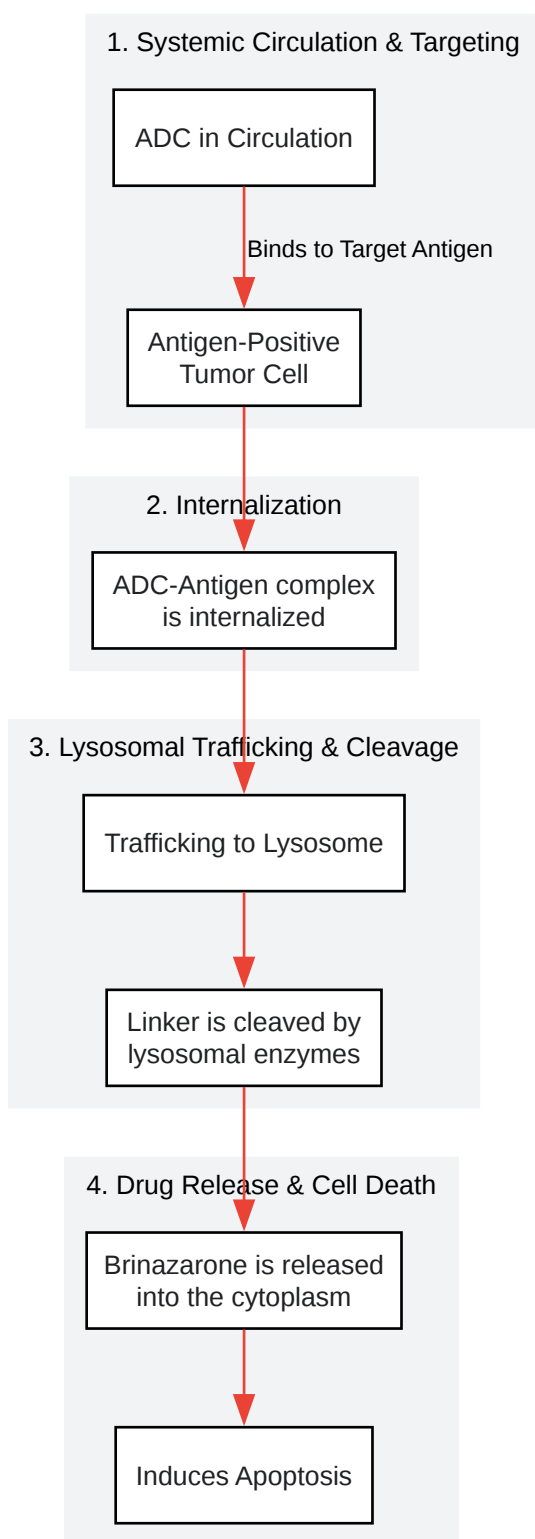 1. Systemic Circulation & Targeting
ADC in Circulation
Binds to Target Antigen
Antigen-Positive
Tumor Cell
2. Internalization
ADC-Antigen complex
is internalized
3. Lysosomal Trafficking & Cleavage
Trafficking to Lysosome
Linker is cleaved by
lysosomal enzymes
4. Drug Release & Cell Death
Brinazarone is released
into the cytoplasm
Induces Apoptosis